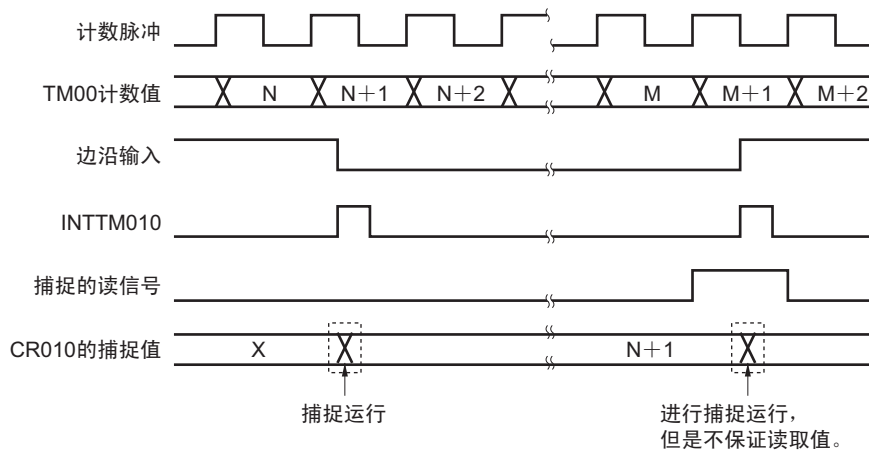 计数脉冲
TM00计数值
N
N+1
N+2
M
M+1
M+2
边沿输入
INTTM010
捕捉的读信号
CR010的捕捉值
X
N+1
捕捉运行
进行捕捉运行，
但是不保证读取值。